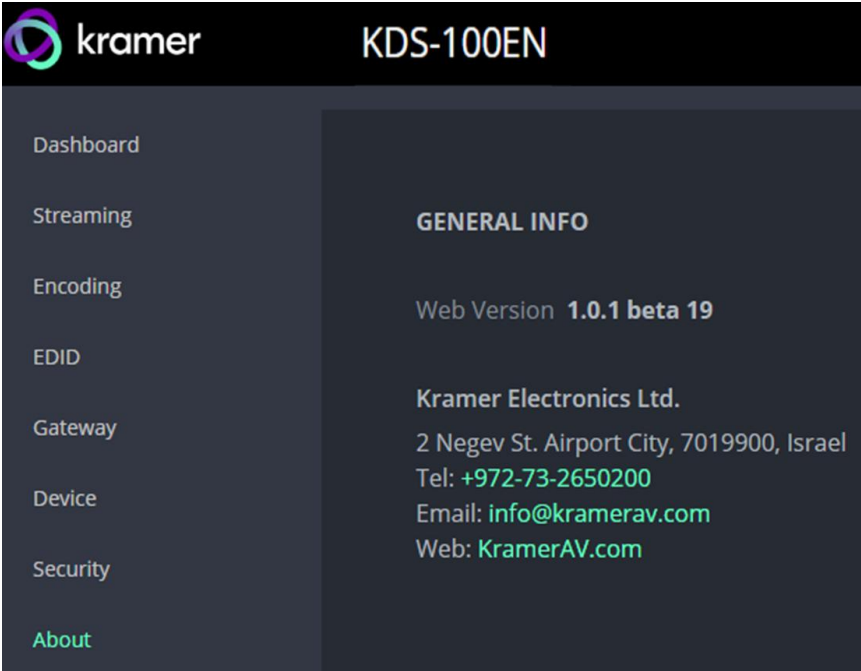 kramer
KDS-100EN
Dashboard
Streaming
Encoding
EDID
Gateway
Device
Security
About
GENERAL INFO
Web Version 1.0.1 beta 19
Kramer Electronics Ltd.
2 Negev St. Airport City, 7019900, Israel
Tel: +972-73-2650200
Email: info@kramerav.com
Web: KramerAV.com